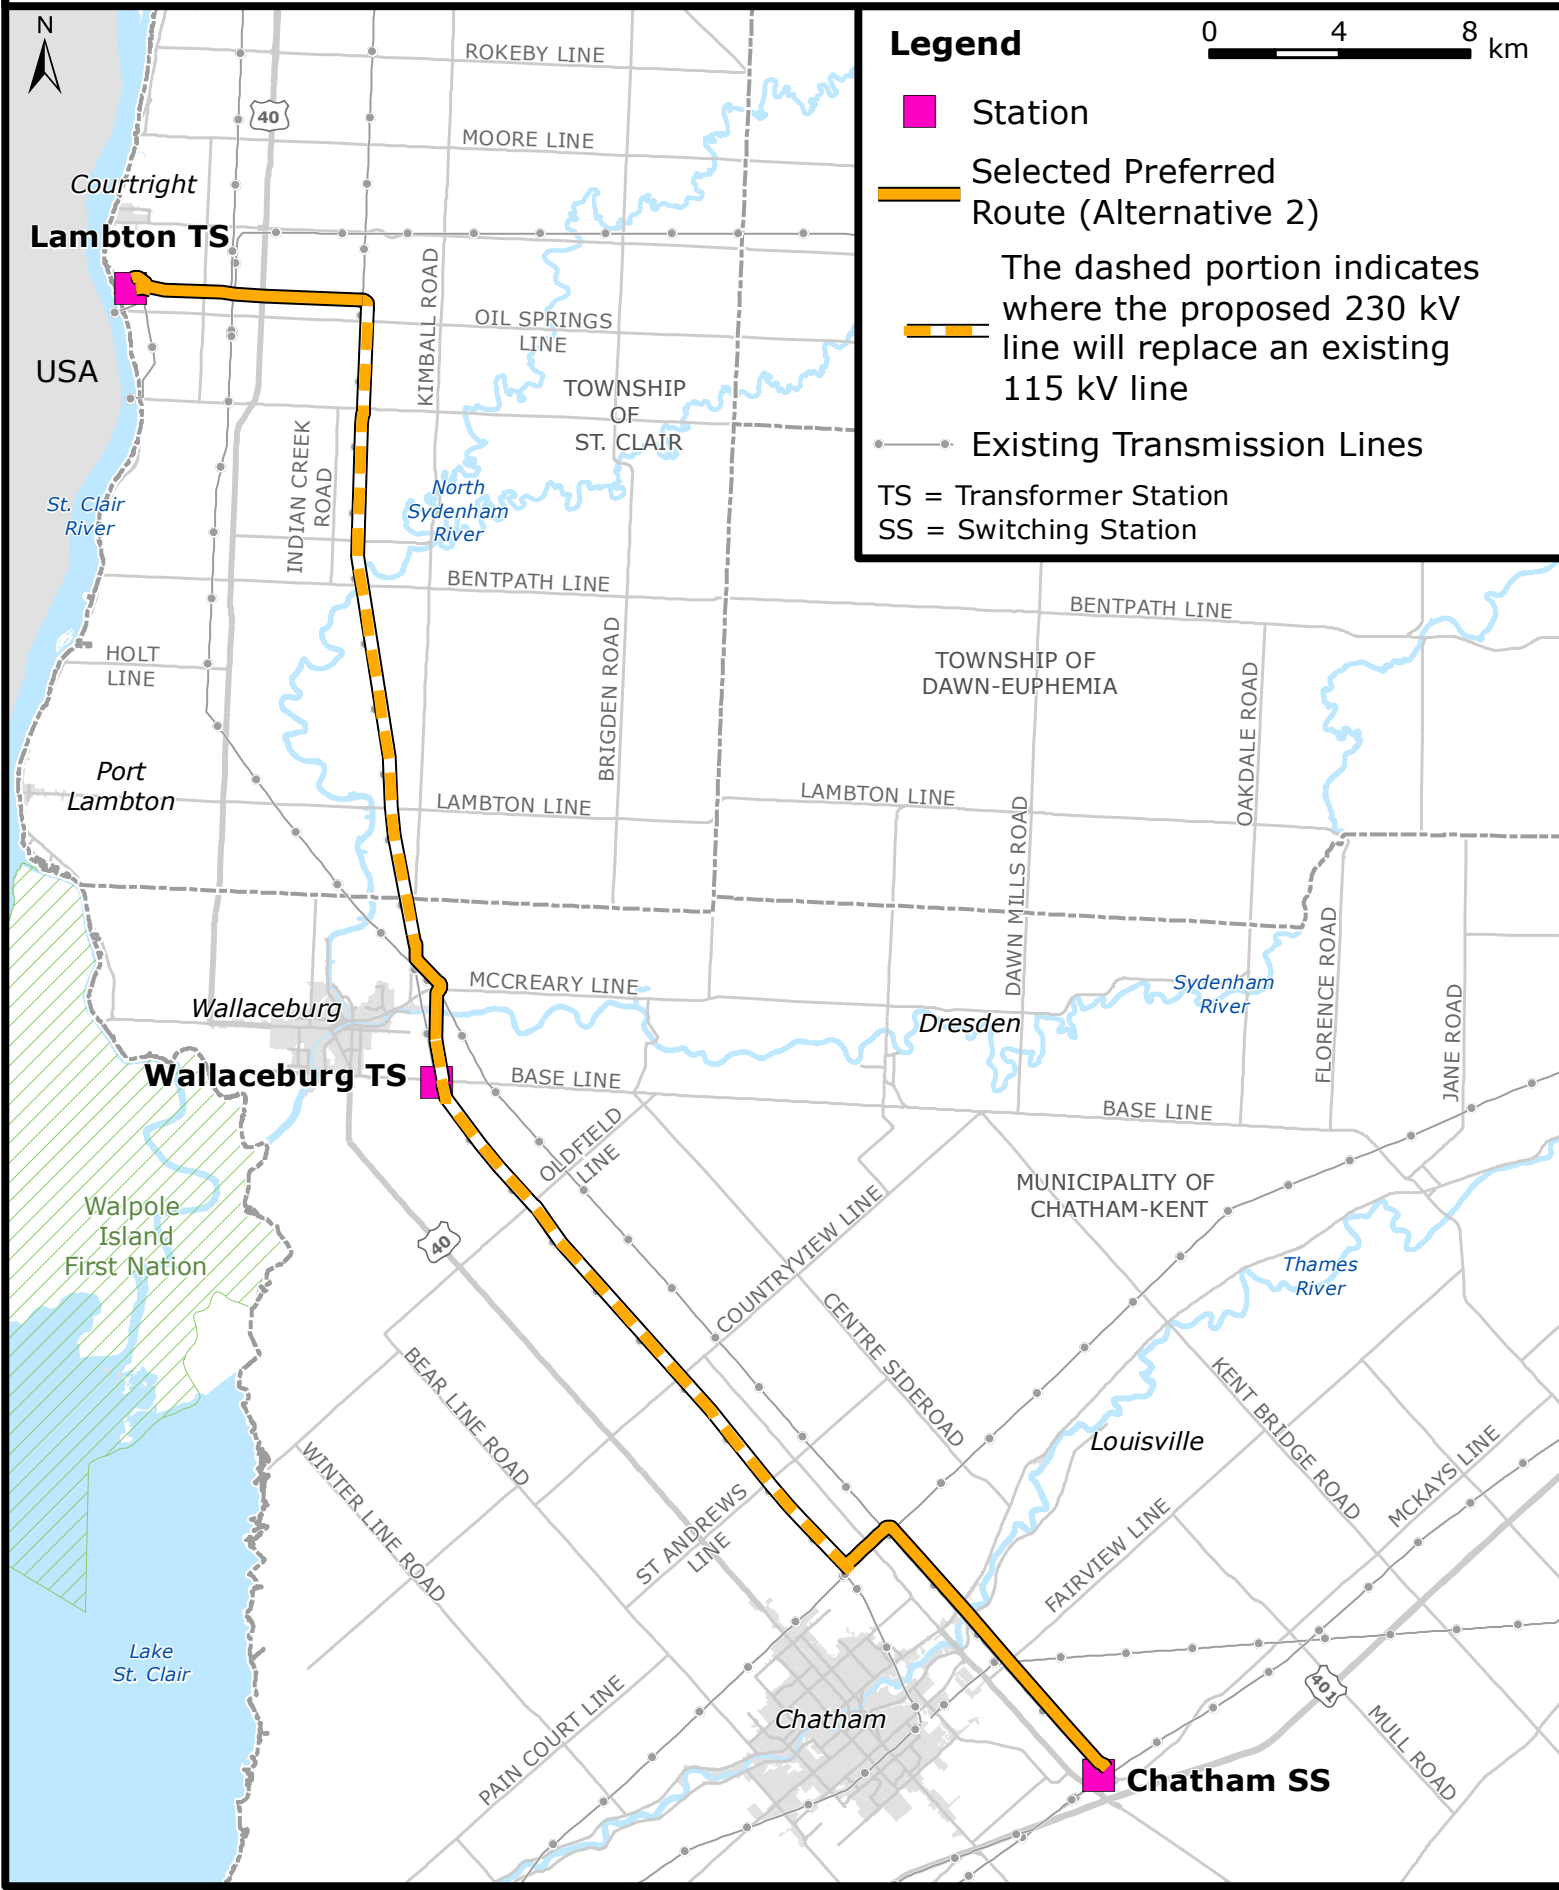 N
ROKEBY LINE
40
MOORE LINE
Courtright
Lambton TS
KIMBALL ROAD
OIL SPRINGS
LINE
USA
TOWNSHIP
OF
ST. CLAIR
INDIAN CREEK
ROAD
North
Sydenham
River
St. Clair
River
Legend
0 4 8 km
Station
Selected Preferred
Route (Alternative 2)
The dashed portion indicates
where the proposed 230 kV
line will replace an existing
115 kV line
Existing Transmission Lines
TS = Transformer Station
SS = Switching Station
BENTPATH LINE
BENTPATH LINE
HOLT
LINE
BRIGDEN ROAD
TOWNSHIP OF
DAWN-EUPHEMIA
OAKDALE ROAD
Port
Lambton
LAMBTON LINE
LAMBTON LINE
DAWN MILLS ROAD
FLORENCE ROAD
MCCREARY LINE
Sydenham
River
JANE ROAD
Wallaceburg
Dresden
Wallaceburg TS
BASE LINE
BASE LINE
OLDFIELD
LINE
MUNICIPALITY OF
CHATHAM-KENT
Walpole
Island
First Nation
40
COUNTRYVIEW LINE
Thames
River
CENTRE SIDEROAD
BEAR LINE ROAD
KENT BRIDGE ROAD
Louisville
MCKAYS LINE
WINTER LINE ROAD
ST ANDREWS
LINE
FAIRVIEW LINE
Lake
St. Clair
401
PAIN COURT LINE
Chatham
MULL ROAD
Chatham SS